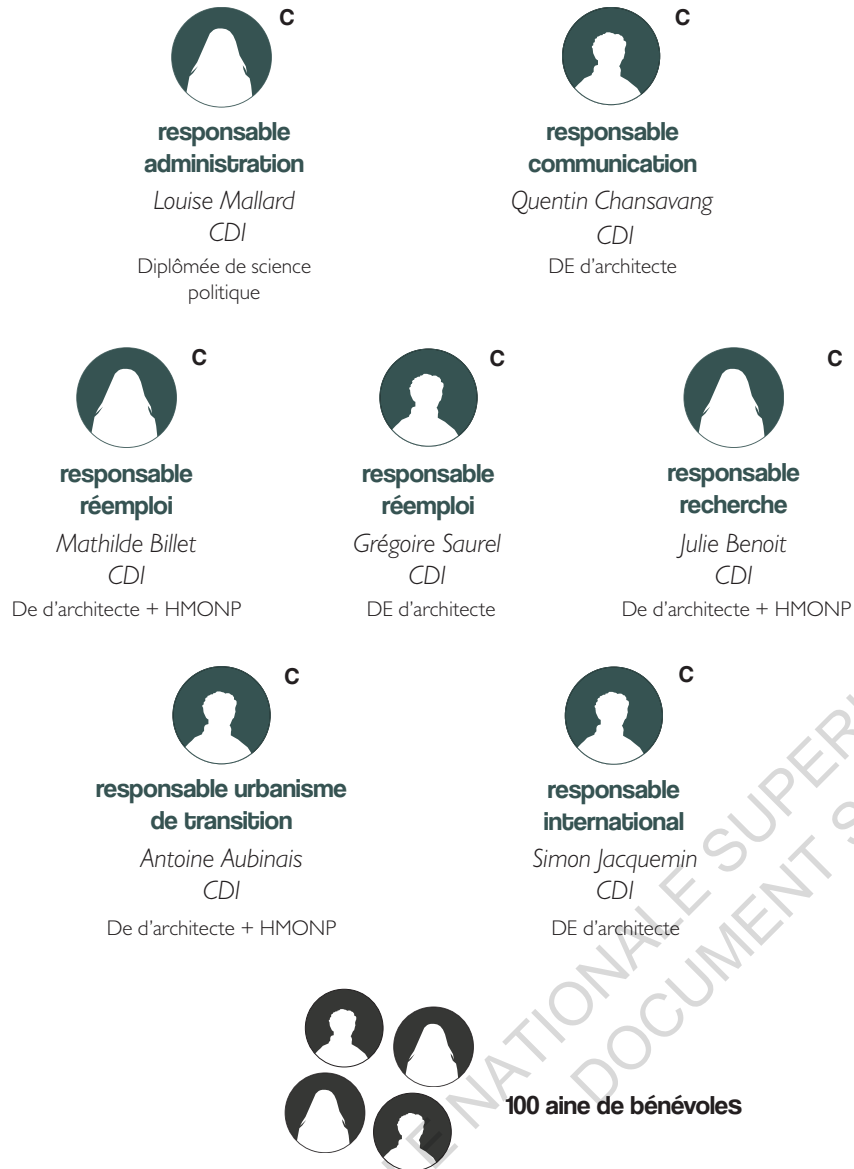 C
C
responsable
administration
Louise Mallard
CDI
Diplômée de science
politique
responsable
communication
Quentin Chansavang
CDI
DE d'architecte
C
C
C
responsable
réemploi
Mathilde Billet
CDI
De d'architecte + HMONP
responsable
réemploi
Grégoire Saurel
CDI
DE d'architecte
responsable
recherche
Julie Benoit
CDI
De d'architecte + HMONP
C
C
responsable urbanisme
de transition
Antoine Aubinais
CDI
De d'architecte + HMONP
responsable
international
Simon Jacquemin
CDI
DE d'architecte
100 aine de bénévoles
NATIONALE
DOCUMENT